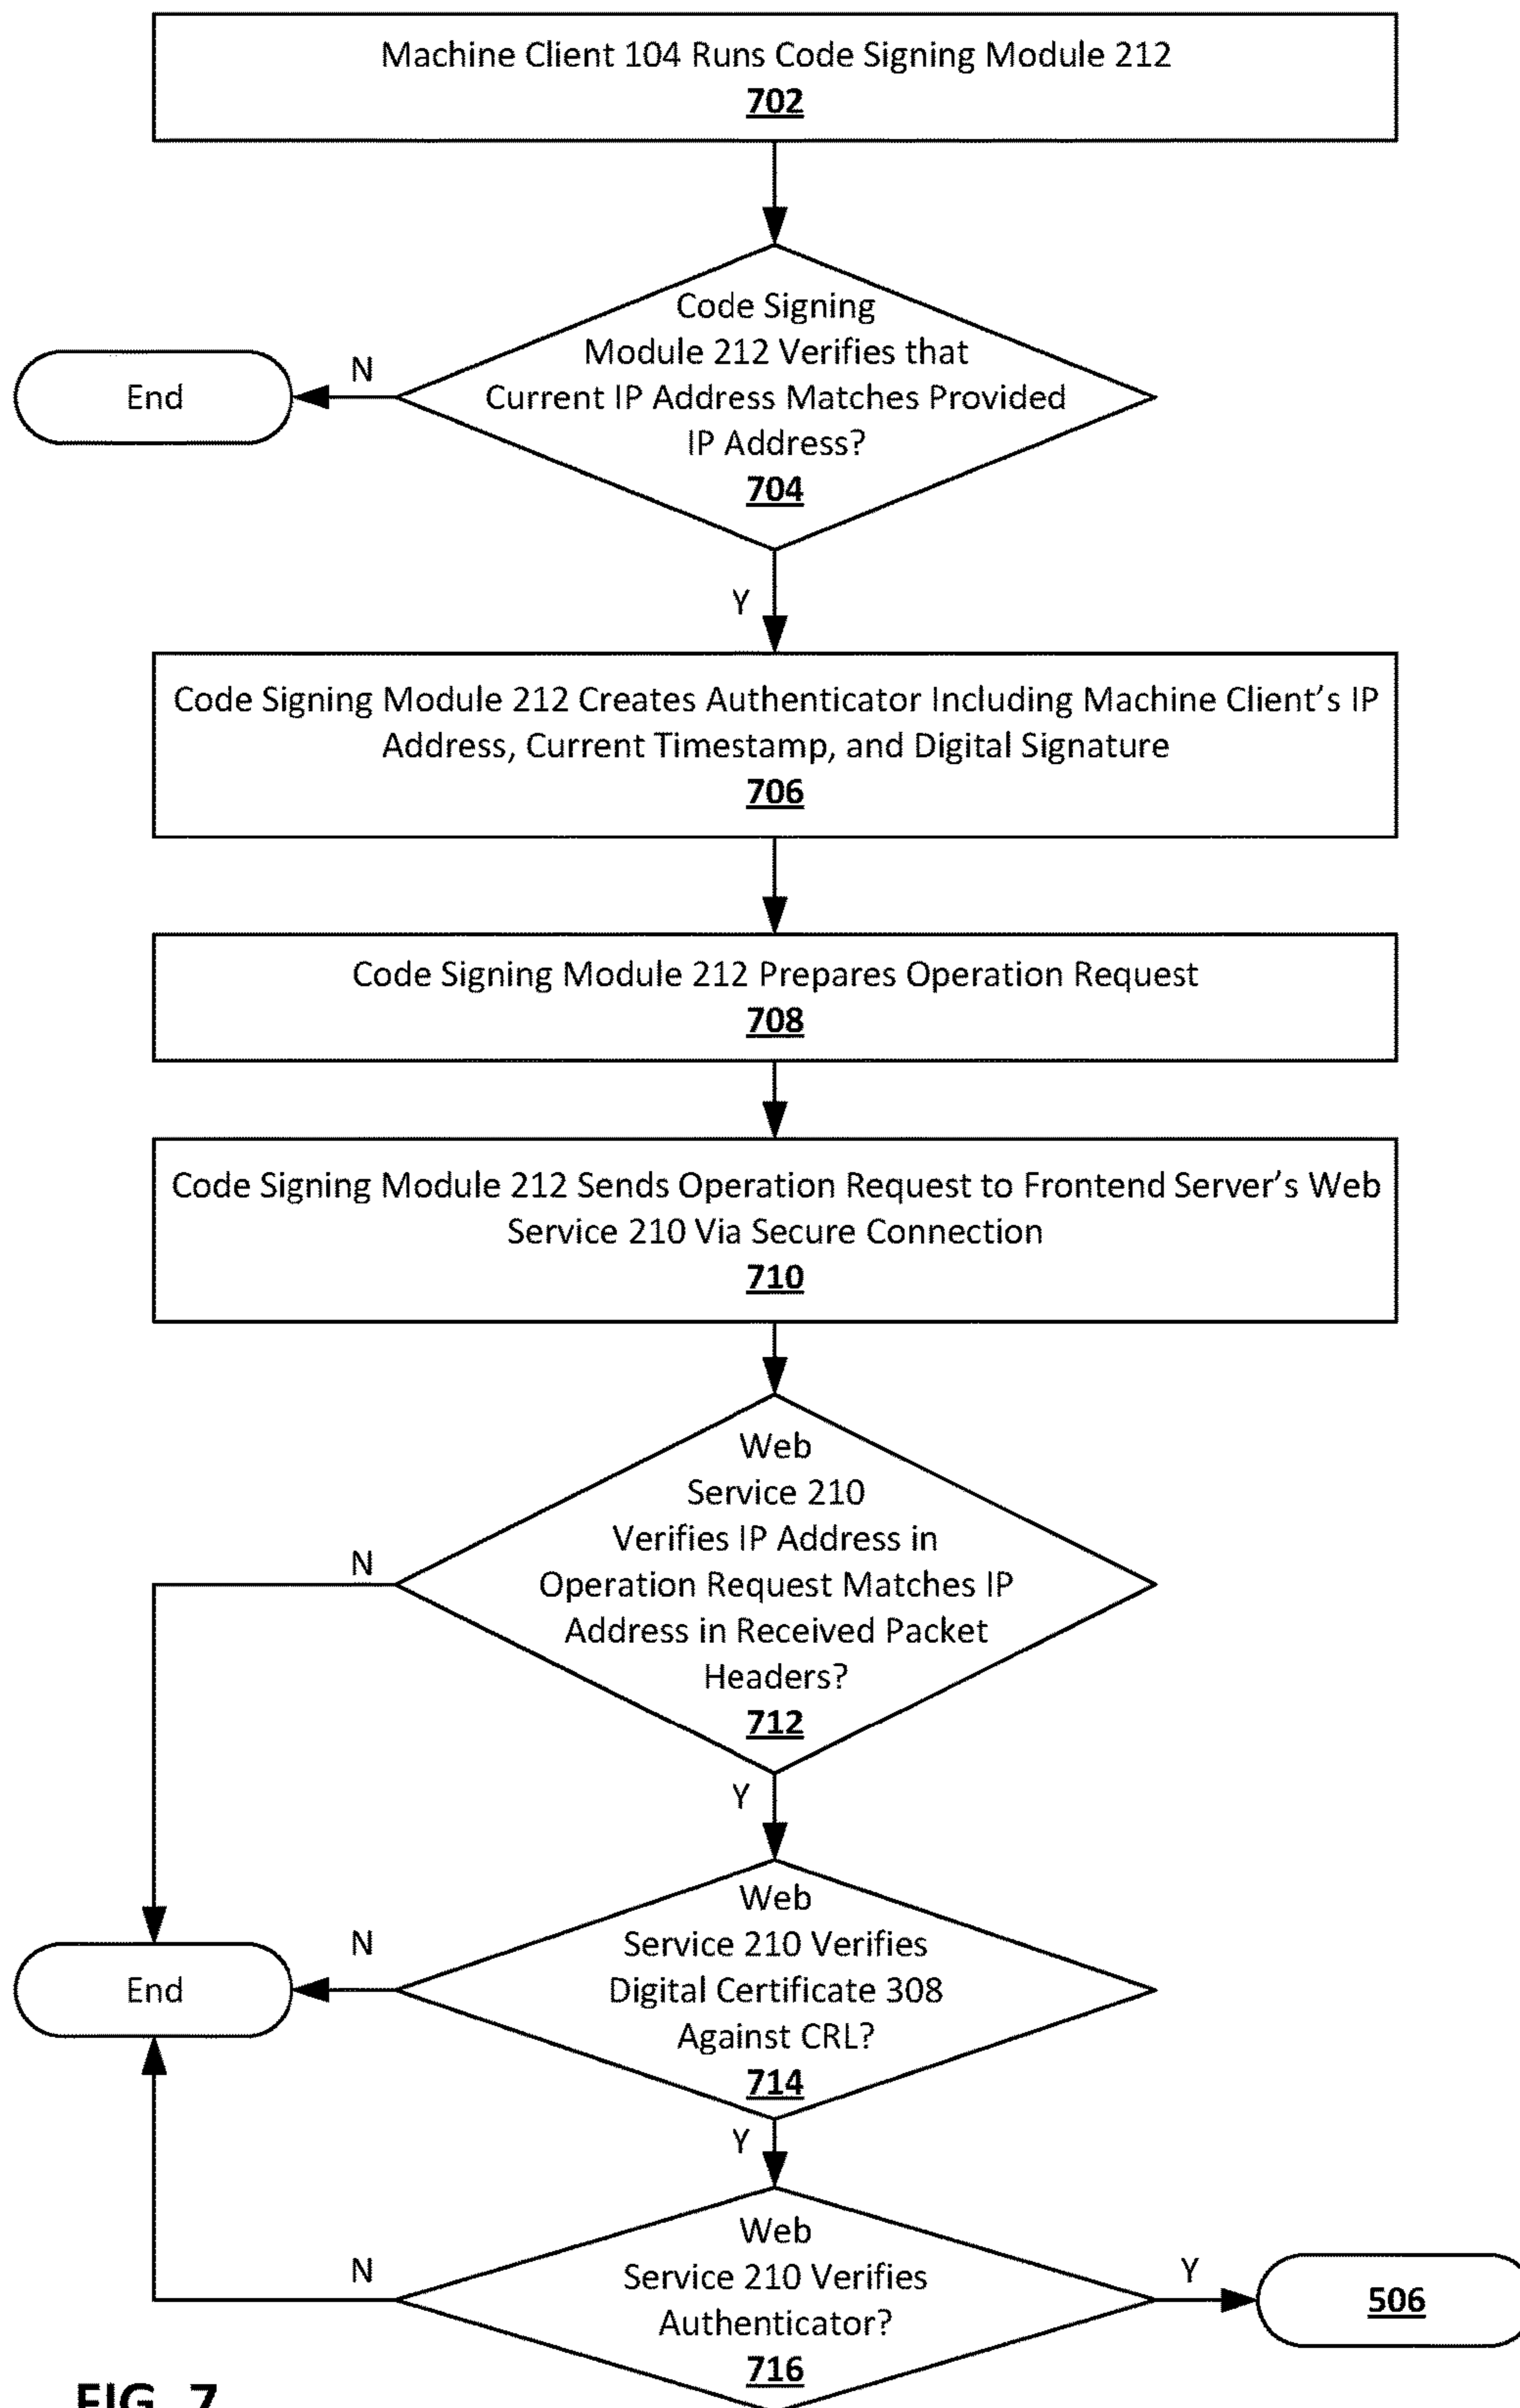 Machine Client 104 Runs Code Signing Module 212
702
Code Signing
Module 212 Verifies that
Current IP Address Matches Provided
IP Address?
704
N
End
Y
Code Signing Module 212 Creates Authenticator Including Machine Client’s IP
Address, Current Timestamp, and Digital Signature
706
Code Signing Module 212 Prepares Operation Request
708
Code Signing Module 212 Sends Operation Request to Frontend Server’s Web
Service 210 Via Secure Connection
710
Web
Service 210
Verifies IP Address in
Operation Request Matches IP
Address in Received Packet
Headers?
712
N
Y
Web
Service 210 Verifies
Digital Certificate 308
Against CRL?
714
N
End
Y
Web
Service 210 Verifies
Authenticator?
716
N
Y
506
FIG. 7